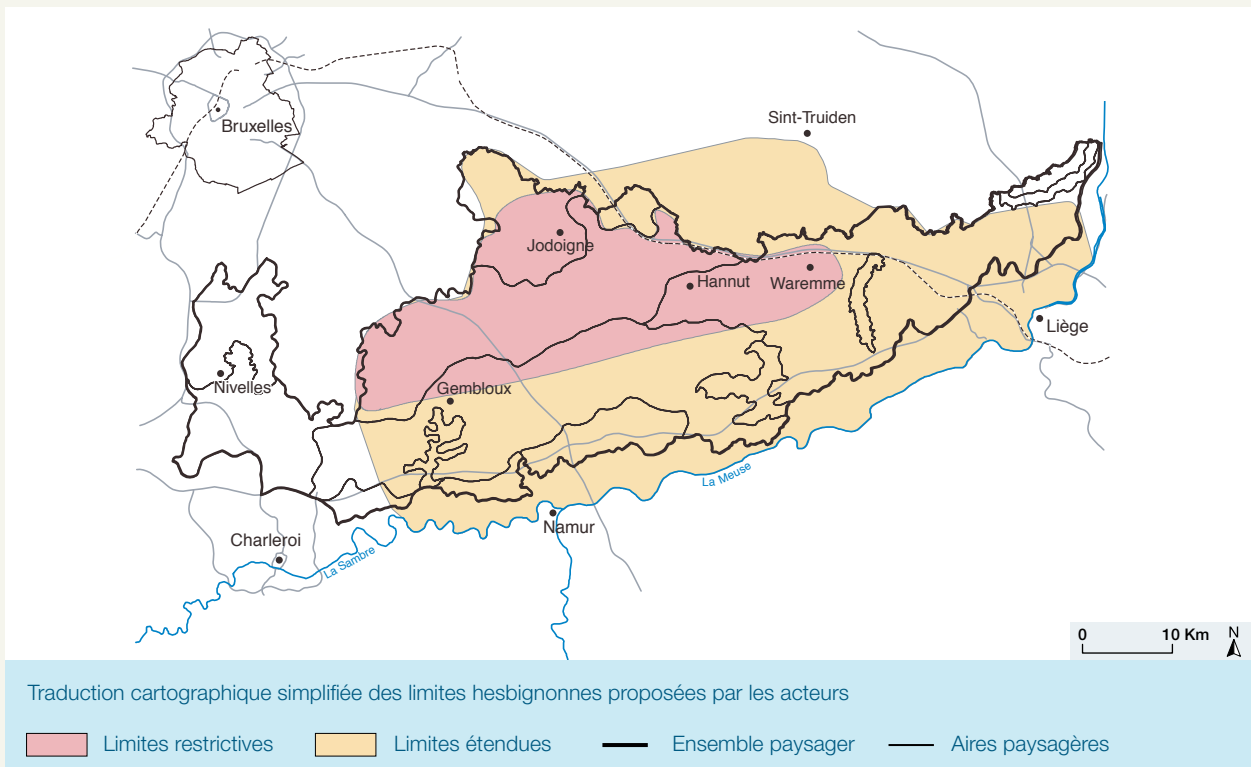 Sint-Truiden
Bruxelles
Jodoigne
Hannut
Waremme
Liège
Nivelles
Gembloux
La Meuse
Namur
Charleroi
La Sambre
0 10 Km N
Traduction cartographique simplifiée des limites hesbignonnes proposées par les acteurs
Limites restrictives Limites étendues Ensemble paysager Aires paysagères